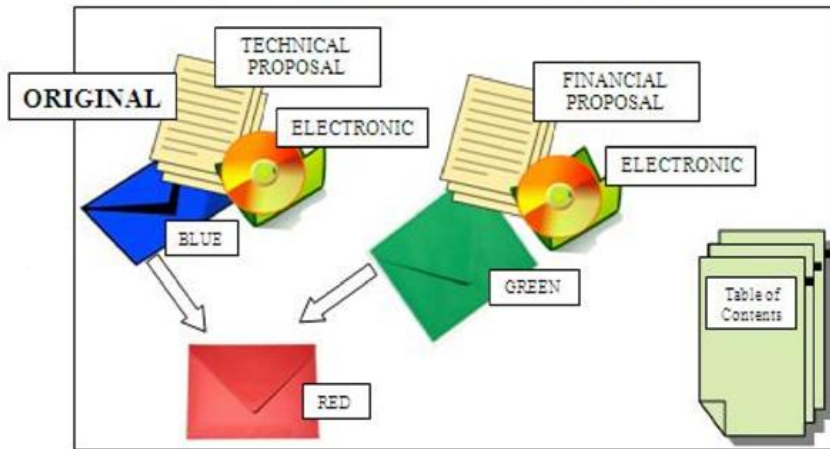 TECHNICAL
PROPOSAL
ORIGINAL
ELECTRONIC
BLUE
FINANCIAL
PROPOSAL
ELECTRONIC
GREEN
RED
Table of
Contents